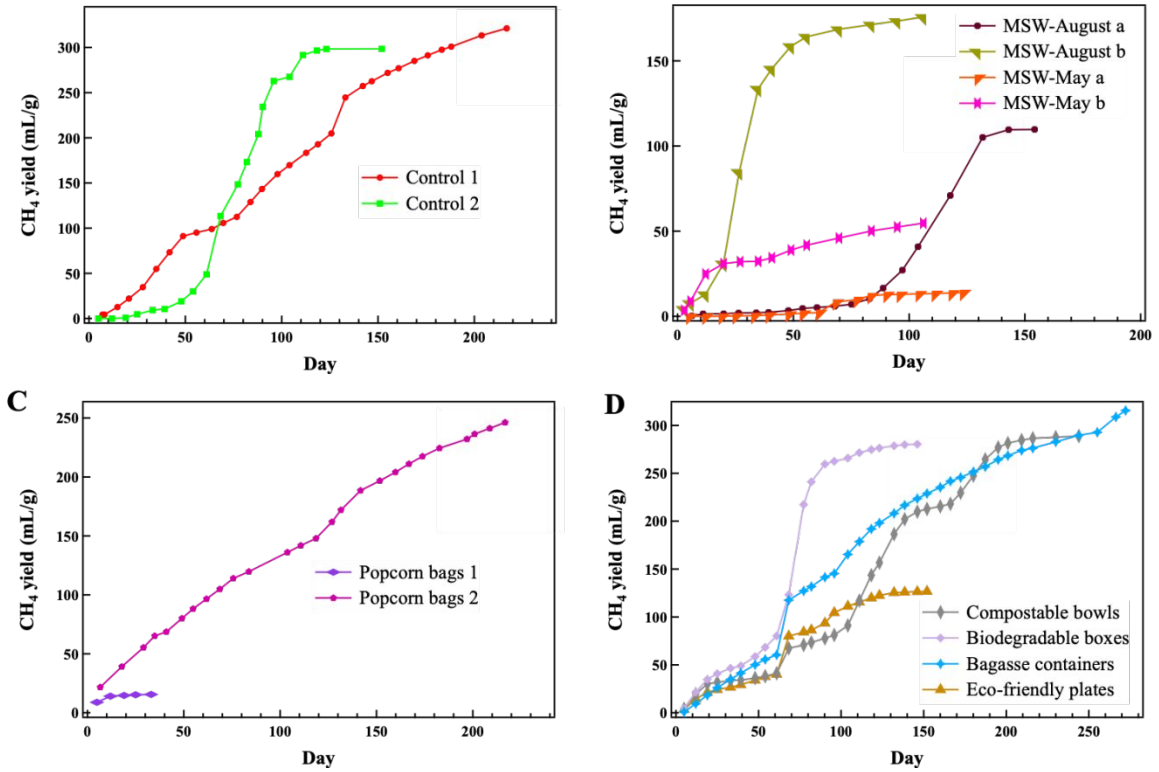 CH₄ yield (mL/g)
300
250
200
150
100
50
0
Control 1
Control 2
0 50 100 150 200
Day
CH₄ yield (mL/g)
150
100
50
0
MSW-August a
MSW-August b
MSW-May a
MSW-May b
0 50 100 150 200
Day
C
CH₄ yield (mL/g)
250
200
150
100
50
0
Popcorn bags 1
Popcorn bags 2
0 50 100 150 200
Day
D
CH₄ yield (mL/g)
300
250
200
150
100
50
0
Compostable bowls
Biodegradable boxes
Bagasse containers
Eco-friendly plates
0 50 100 150 200 250
Day